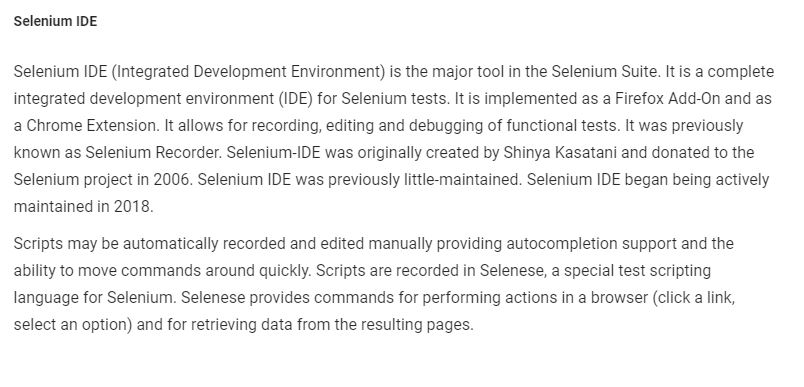 Selenium IDE
Selenium IDE (Integrated Development Environment) is the major tool in the Selenium Suite. It is a complete
integrated development environment (IDE) for Selenium tests. It is implemented as a Firefox Add-On and as
a Chrome Extension. It allows for recording, editing and debugging of functional tests. It was previously
known as Selenium Recorder. Selenium-IDE was originally created by Shinya Kasatani and donated to the
Selenium project in 2006. Selenium IDE was previously little-maintained. Selenium IDE began being actively
maintained in 2018.
Scripts may be automatically recorded and edited manually providing autocompletion support and the
ability to move commands around quickly. Scripts are recorded in Selenese, a special test scripting
language for Selenium. Selenese provides commands for performing actions in a browser (click a link,
select an option) and for retrieving data from the resulting pages.